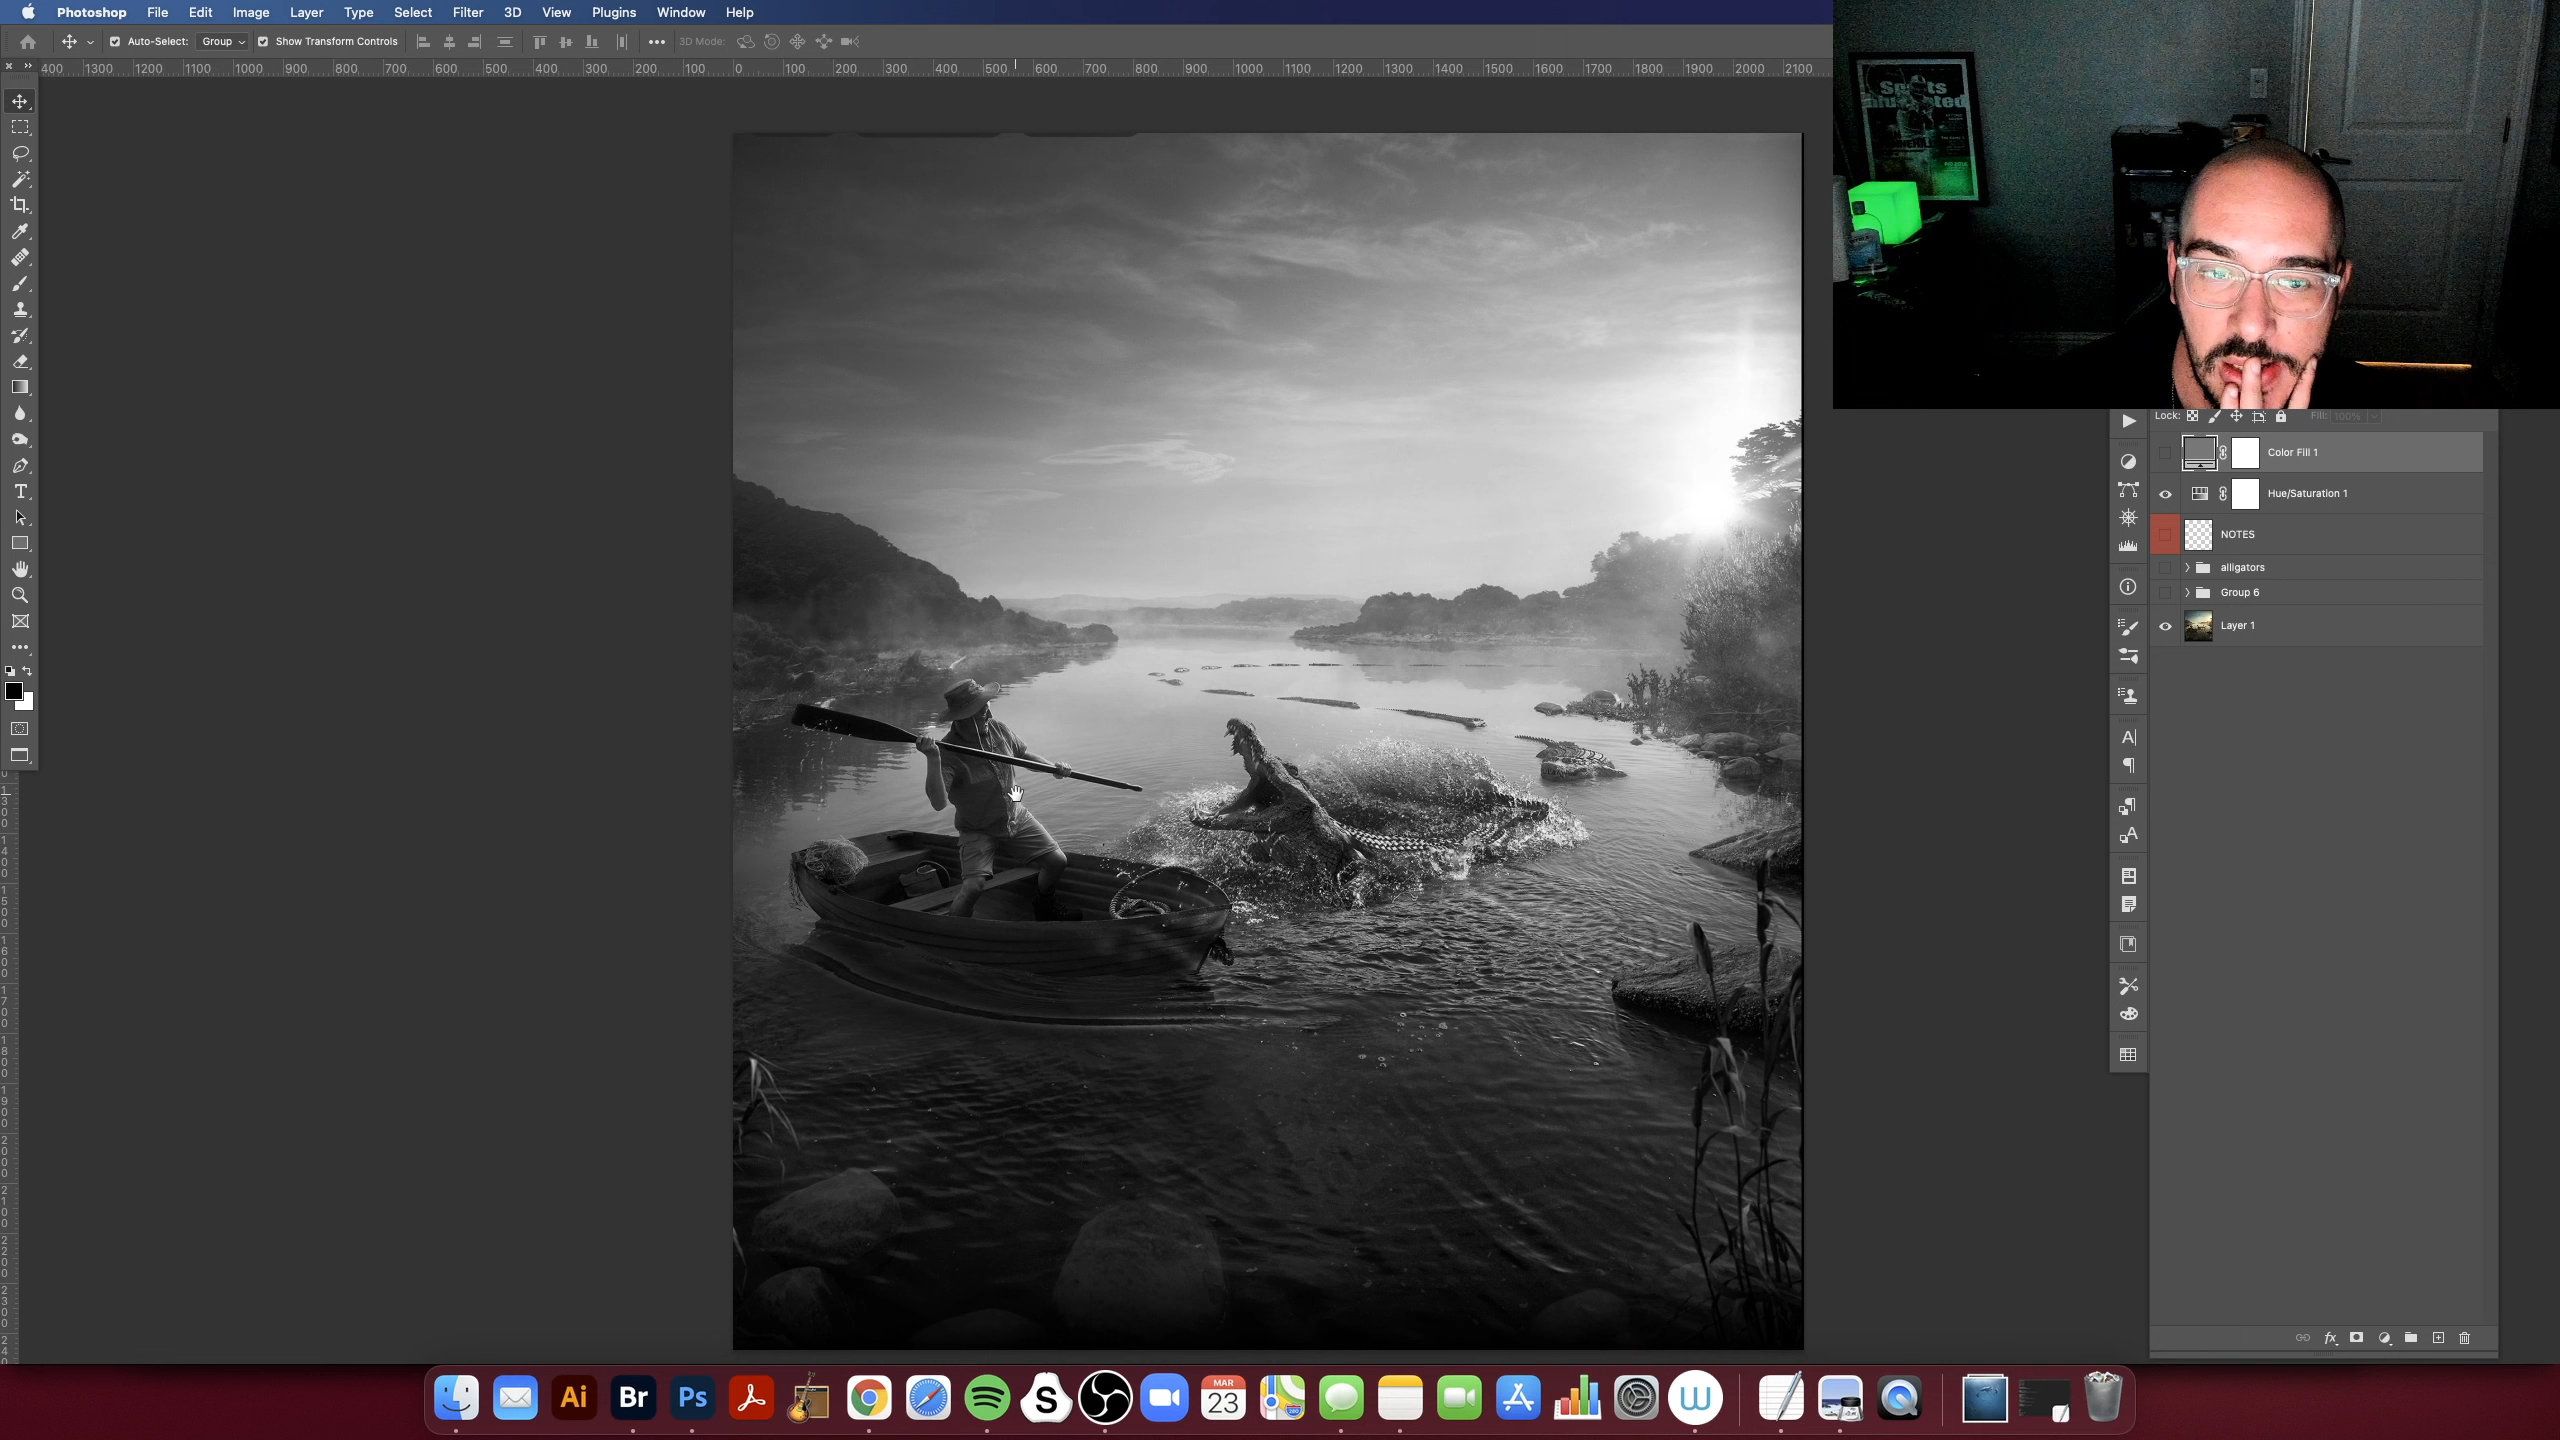 Photoshop File Edit Image Layer Type Select Filter 3D View Plugins Window Help
Auto-Select: Group Show Transform Controls 3D Mode:
400 1300 1200 1100 1000 900 800 700 600 500 400 300 200 100 0 100 200 300 400 500 600 700 800 900 1000 1100 1200 1300 1400 1500 1600 1700 1800 1900 2000 2100
Lock: Fill: 100%
Color Fill 1
Hue/Saturation 1
NOTES
alligators
Group 6
Layer 1
fx
Ai Br Ps S MAR 23 W